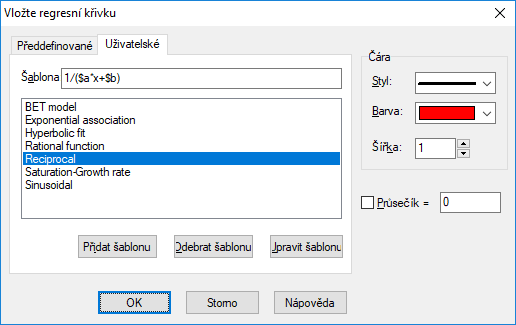 Vložte regresní křivku
Předdefinované
Uživatelské
Šablona
1/($a*x+$b)
BET model
Exponential association
Hyperbolic fit
Rational function
Reciprocal
Saturation-Growth rate
Sinusoidal
Přidat šablonu
Odebrat šablonu
Upravit šablonu
Čára
Styl:
Barva:
Šířka:
1
Průsečík =
0
OK
Storno
Nápověda